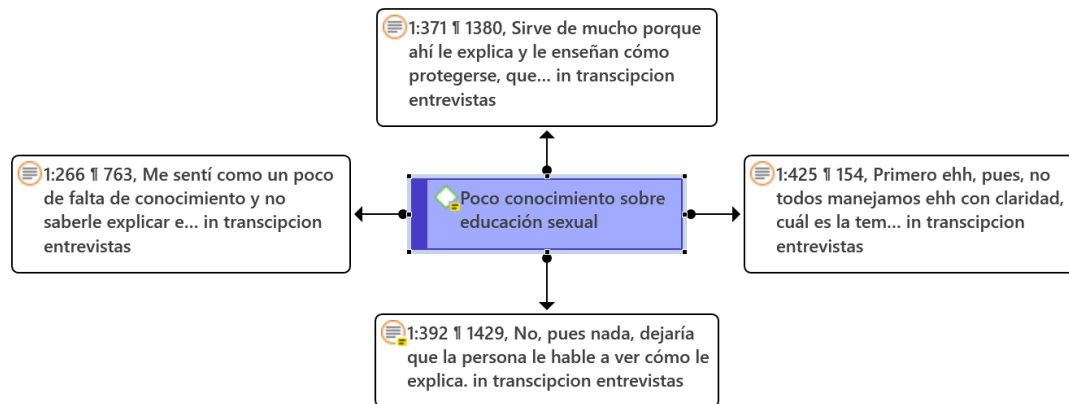 1:371 ¶ 1380, Sirve de mucho porque
ahí le explica y le enseñan cómo
protegerse, que... in transcipcion
entrevistas
1:266 ¶ 763, Me sentí como un poco
de falta de conocimiento y no
saberle explicar e... in transcipcion
entrevistas
Poco conocimiento sobre
educación sexual
1:425 ¶ 154, Primero ehh, pues, no
todos manejamos ehh con claridad,
cuál es la tem... in transcipcion
entrevistas
1:392 ¶ 1429, No, pues nada, dejaría
que la persona le hable a ver cómo le
explica. in transcipcion entrevistas